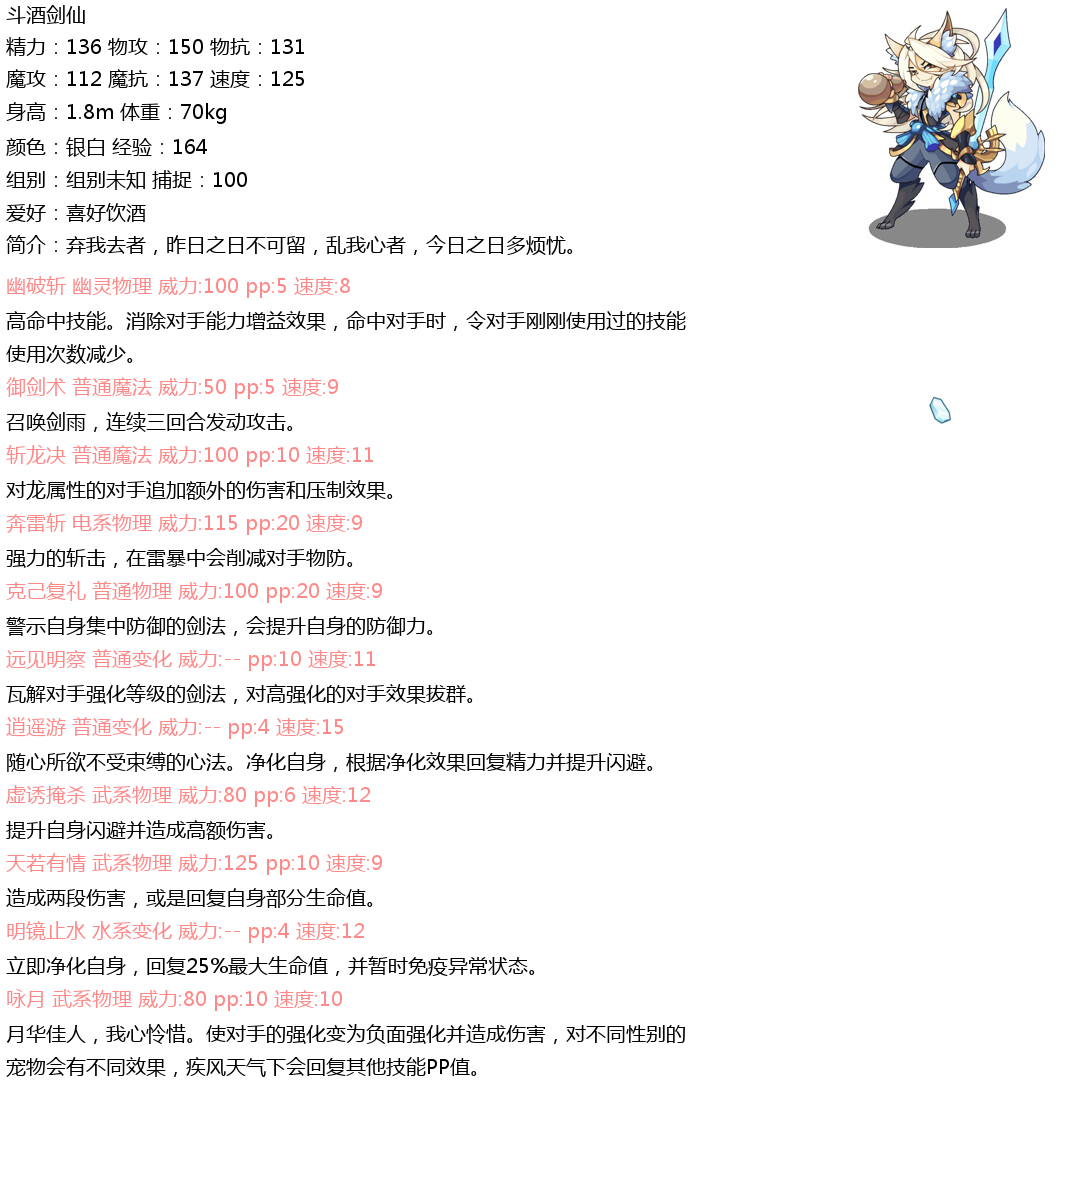 斗酒剑仙
精力：136 物攻：150 物抗：131
魔攻：112 魔抗：137 速度：125
身高：1.8m 体重：70kg
颜色：银白 经验：164
组别：组别未知 捕捉：100
爱好：喜好饮酒
简介：弃我去者，昨日之日不可留，乱我心者，今日之日多烦忧。
幽破斩 幽灵物理 威力:100 pp:5 速度:8
高命中技能。消除对手能力增益效果，命中对手时，令对手刚刚使用过的技能
使用次数减少。
御剑术 普通魔法 威力:50 pp:5 速度:9
召唤剑雨，连续三回合发动攻击。
斩龙决 普通魔法 威力:100 pp:10 速度:11
对龙属性的对手追加额外的伤害和压制效果。
奔雷斩 电系物理 威力:115 pp:20 速度:9
强力的斩击，在雷暴中会削减对手物防。
克己复礼 普通物理 威力:100 pp:20 速度:9
警示自身集中防御的剑法，会提升自身的防御力。
远见明察 普通变化 威力:-- pp:10 速度:11
瓦解对手强化等级的剑法，对高强化的对手效果拔群。
逍遥游 普通变化 威力:-- pp:4 速度:15
随心所欲不受束缚的心法。净化自身，根据净化效果回复精力并提升闪避。
虚诱掩杀 武系物理 威力:80 pp:6 速度:12
提升自身闪避并造成高额伤害。
天若有情 武系物理 威力:125 pp:10 速度:9
造成两段伤害，或是回复自身部分生命值。
明镜止水 水系变化 威力:-- pp:4 速度:12
立即净化自身，回复25%最大生命值，并暂时免疫异常状态。
咏月 武系物理 威力:80 pp:10 速度:10
月华佳人，我心怜惜。使对手的强化变为负面强化并造成伤害，对不同性别的
宠物会有不同效果，疾风天气下会回复其他技能PP值。